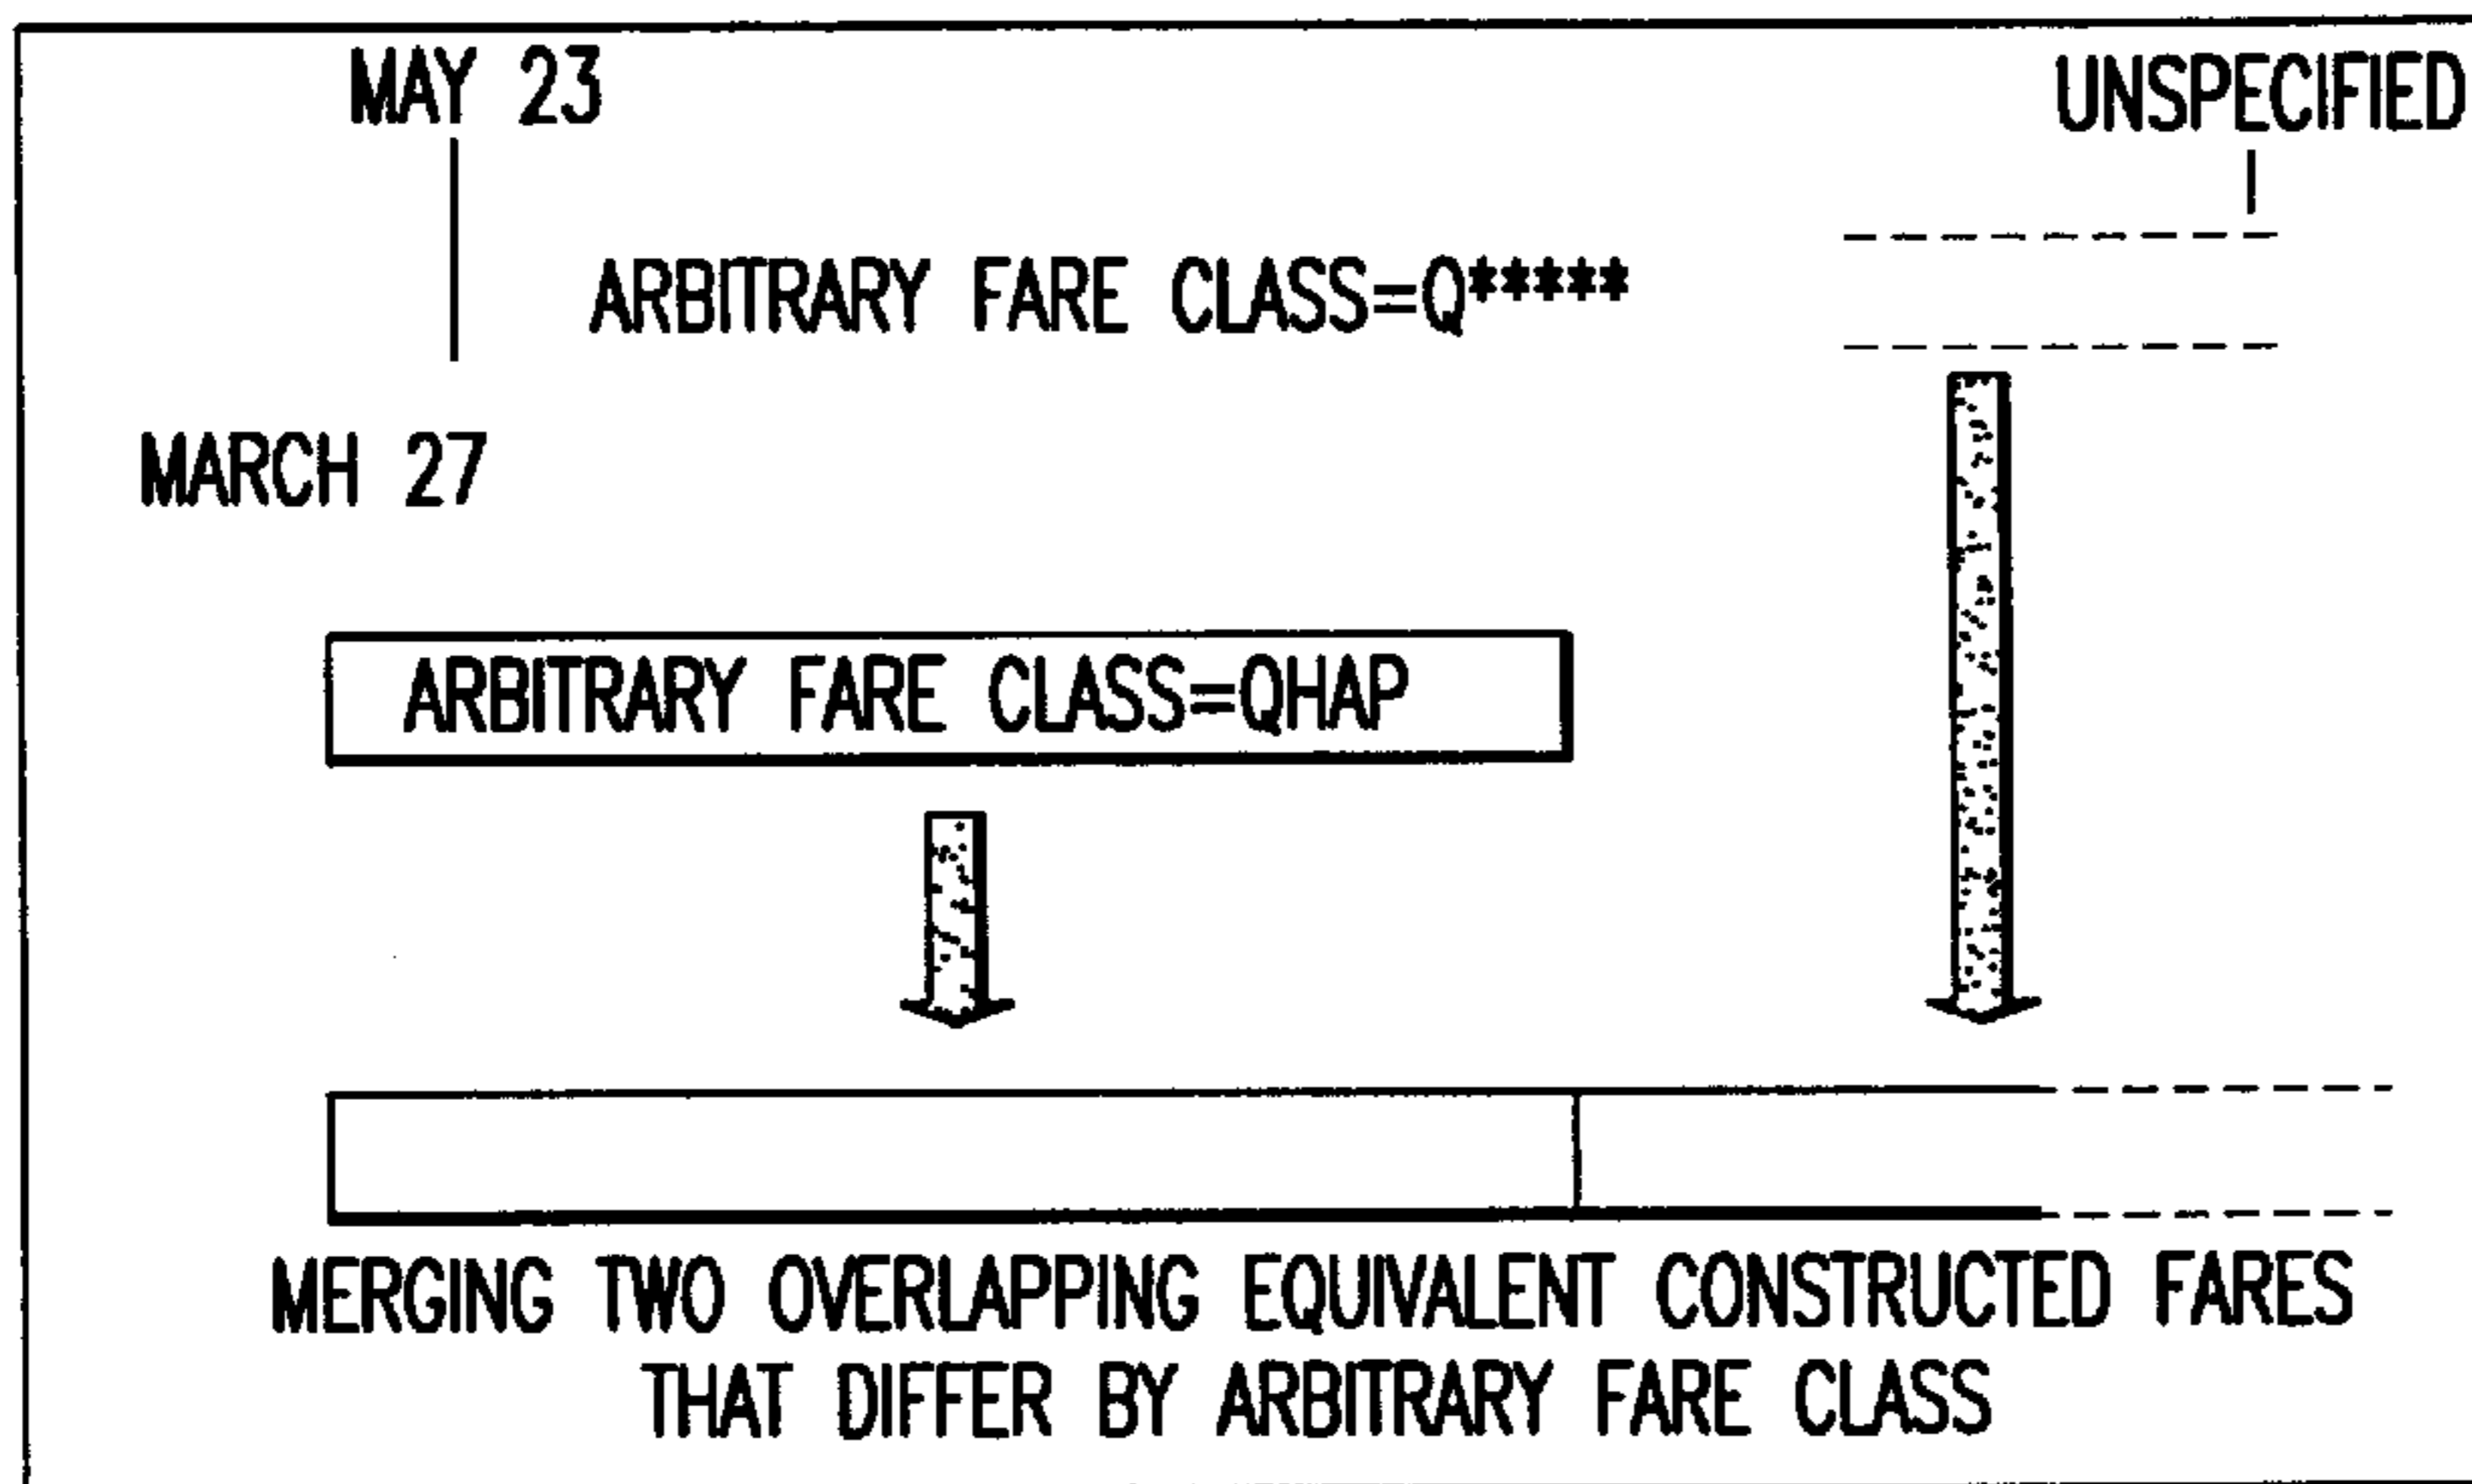 MAY 23
UNSPECIFIED
ARBITRARY FARE CLASS=Q*****
MARCH 27
ARBITRARY FARE CLASS=QHAP
MERGING TWO OVERLAPPING EQUIVALENT CONSTRUCTED FARES
THAT DIFFER BY ARBITRARY FARE CLASS